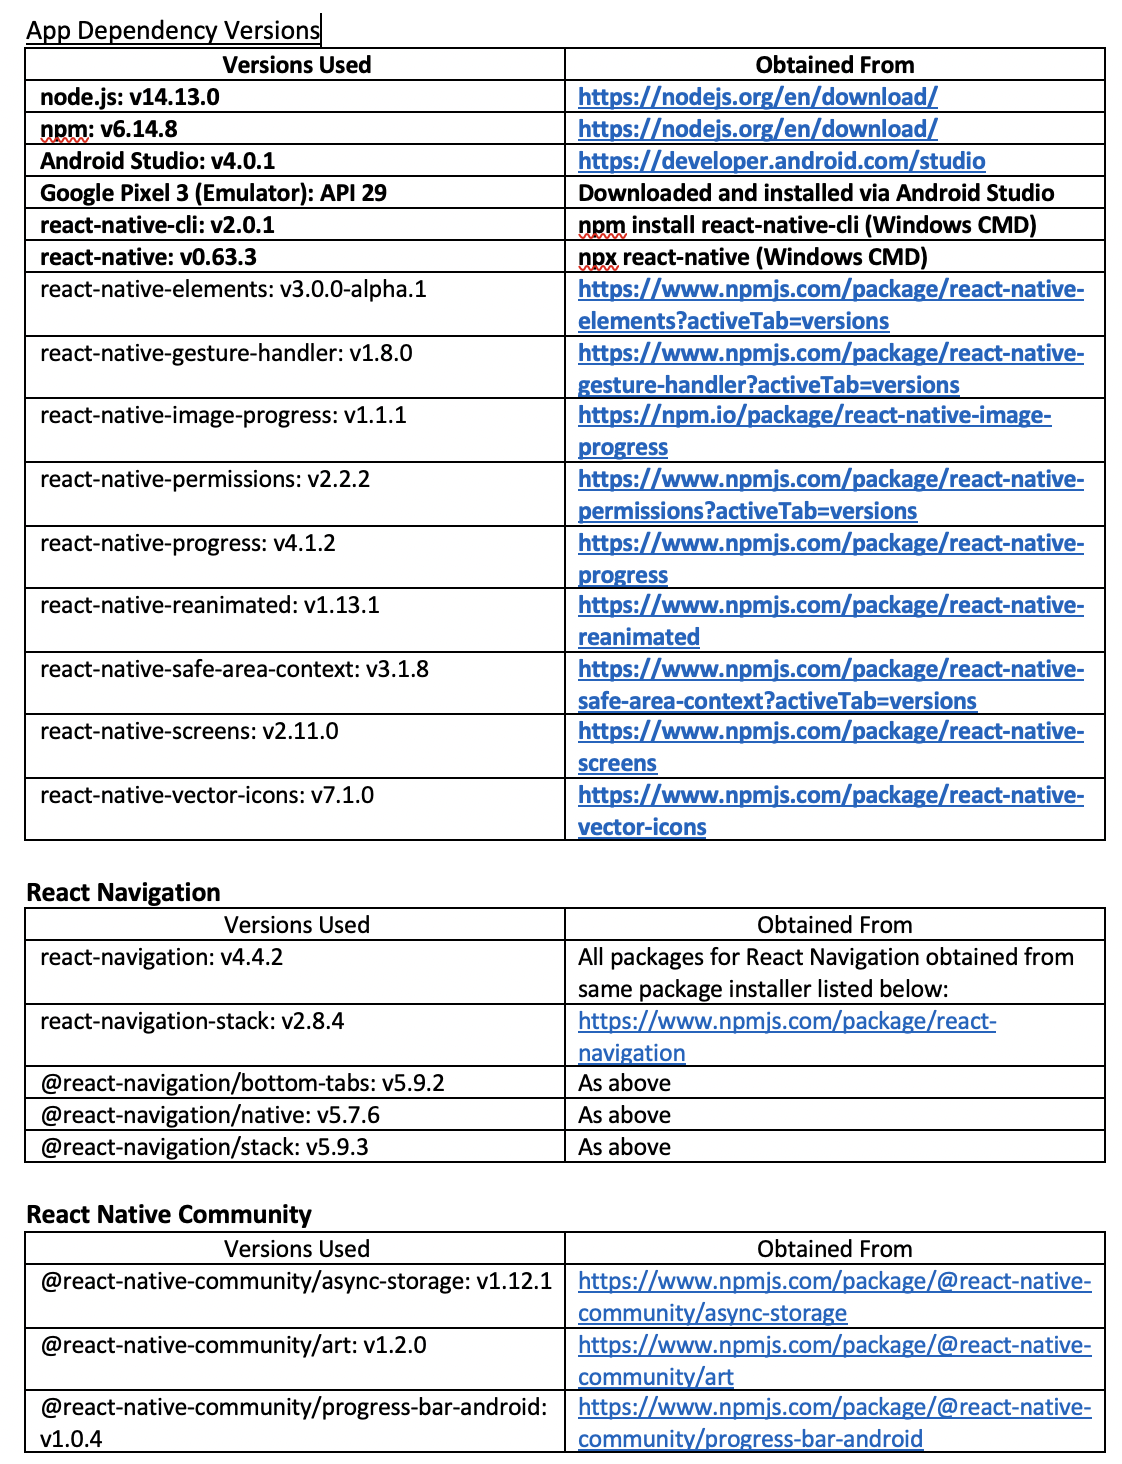 App Dependency Versions
Versions Used Obtained From
node.js: v14.13.0 https://nodejs.org/en/download/
npm: v6.14.8 https://nodejs.org/en/download/
Android Studio: v4.0.1 https://developer.android.com/studio
Google Pixel 3 (Emulator): API 29 Downloaded and installed via Android Studio
react-native-cli: v2.0.1 npm install react-native-cli (Windows CMD)
react-native: v0.63.3 npx react-native (Windows CMD)
react-native-elements: v3.0.0-alpha.1 https://www.npmjs.com/package/react-native-
elements?activeTab=versions
react-native-gesture-handler: v1.8.0 https://www.npmjs.com/package/react-native-
gesture-handler?activeTab=versions
react-native-image-progress: v1.1.1 https://npm.io/package/react-native-image-
progress
react-native-permissions: v2.2.2 https://www.npmjs.com/package/react-native-
permissions?activeTab=versions
react-native-progress: v4.1.2 https://www.npmjs.com/package/react-native-
progress
react-native-reanimated: v1.13.1 https://www.npmjs.com/package/react-native-
reanimated
react-native-safe-area-context: v3.1.8 https://www.npmjs.com/package/react-native-
safe-area-context?activeTab=versions
react-native-screens: v2.11.0 https://www.npmjs.com/package/react-native-
screens
react-native-vector-icons: v7.1.0 https://www.npmjs.com/package/react-native-
vector-icons
React Navigation
Versions Used Obtained From
react-navigation: v4.4.2 All packages for React Navigation obtained from
same package installer listed below:
react-navigation-stack: v2.8.4 https://www.npmjs.com/package/react-
navigation
@react-navigation/bottom-tabs: v5.9.2 As above
@react-navigation/native: v5.7.6 As above
@react-navigation/stack: v5.9.3 As above
React Native Community
Versions Used Obtained From
@react-native-community/async-storage: v1.12.1 https://www.npmjs.com/package/@react-native-
community/async-storage
@react-native-community/art: v1.2.0 https://www.npmjs.com/package/@react-native-
community/art
@react-native-community/progress-bar-android: https://www.npmjs.com/package/@react-native-
v1.0.4 community/progress-bar-android